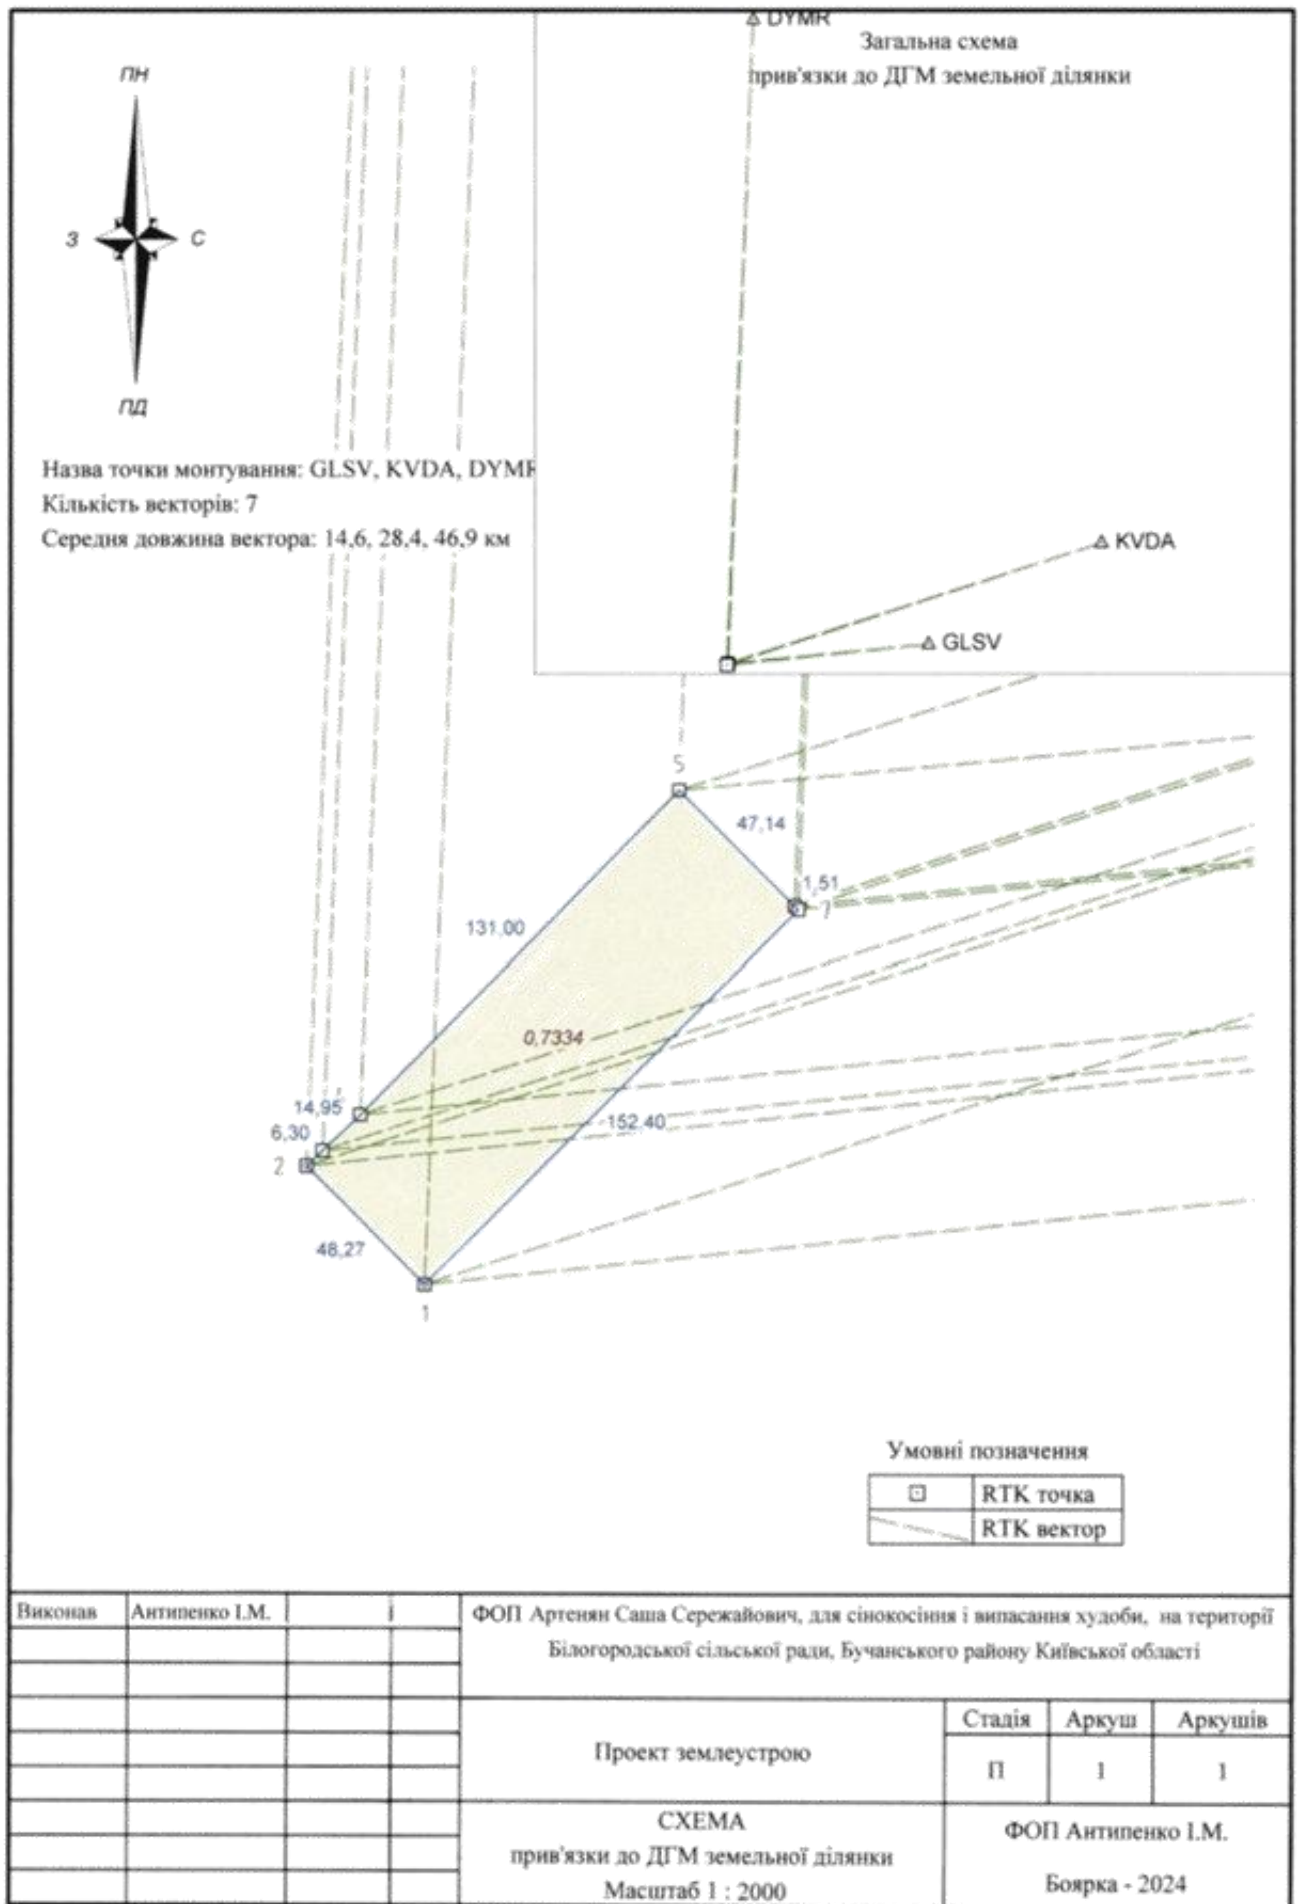 DYMR
Загальна схема
прив'язки до ДГМ земельної ділянки
ПН
З
С
ПД
Назва точки монтування: GLSV, KVDA, DYMR
Кількість векторів: 7
Середня довжина вектора: 14,6, 28,4, 46,9 км
KVDA
GLSV
5
47,14
1,51
7
131,00
0,7334
14,95
6,30
152,40
2
48,27
1
Умовні позначення
RTK точка
RTK вектор
Виконав Антипенко І.М.
ФОП Артенян Саша Сережайович, для сінокосіння і випасання худоби, на території
Білогородської сільської ради, Бучанського району Київської області
Проект землеустрою
Стадія Аркуш Аркушів
П 1 1
СХЕМА
прив'язки до ДГМ земельної ділянки
Масштаб 1 : 2000
ФОП Антипенко І.М.
Боярка - 2024